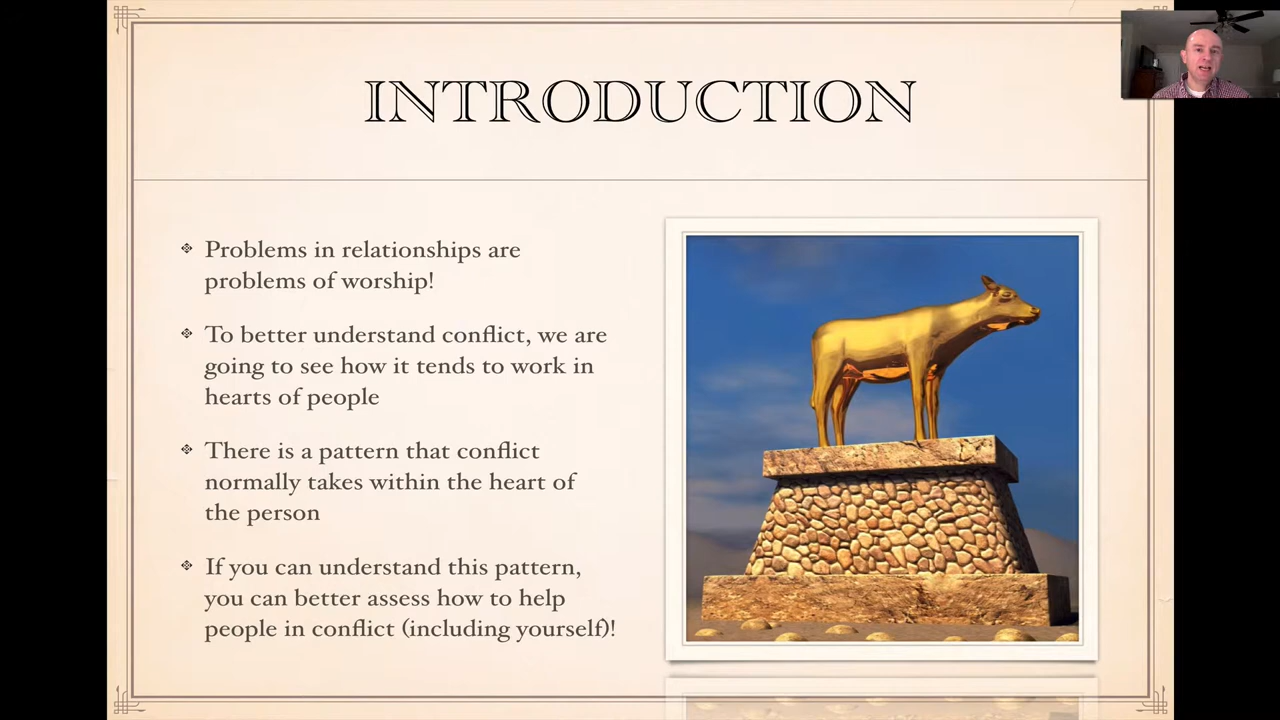 INTRODUCTION
Problems in relationships are
problems of worship!
To better understand conflict, we are
going to see how it tends to work in
hearts of people
There is a pattern that conflict
normally takes within the heart of
the person
If you can understand this pattern,
you can better assess how to help
people in conflict (including yourself)!